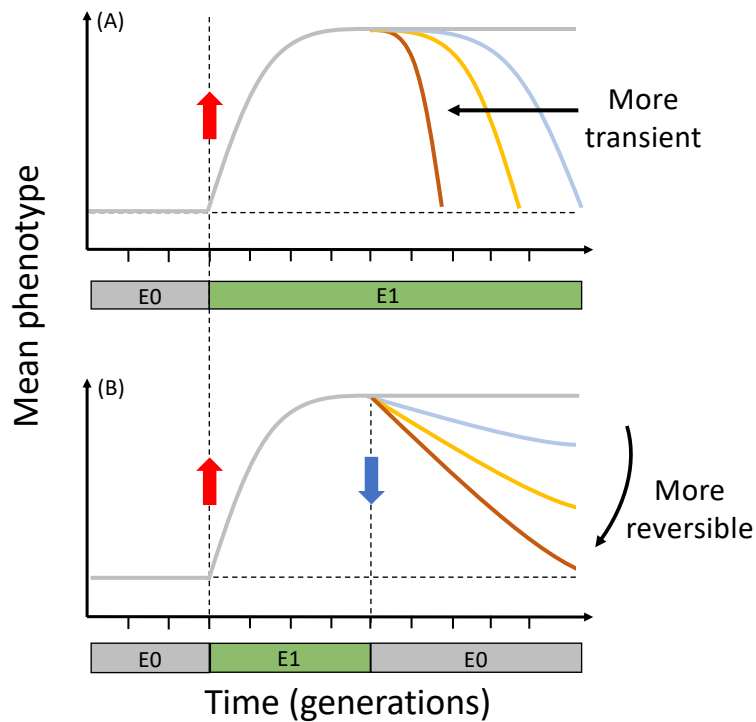 (A)
More
transient
E0
E1
Mean phenotype
(B)
More
reversible
E0
E1
E0
Time (generations)